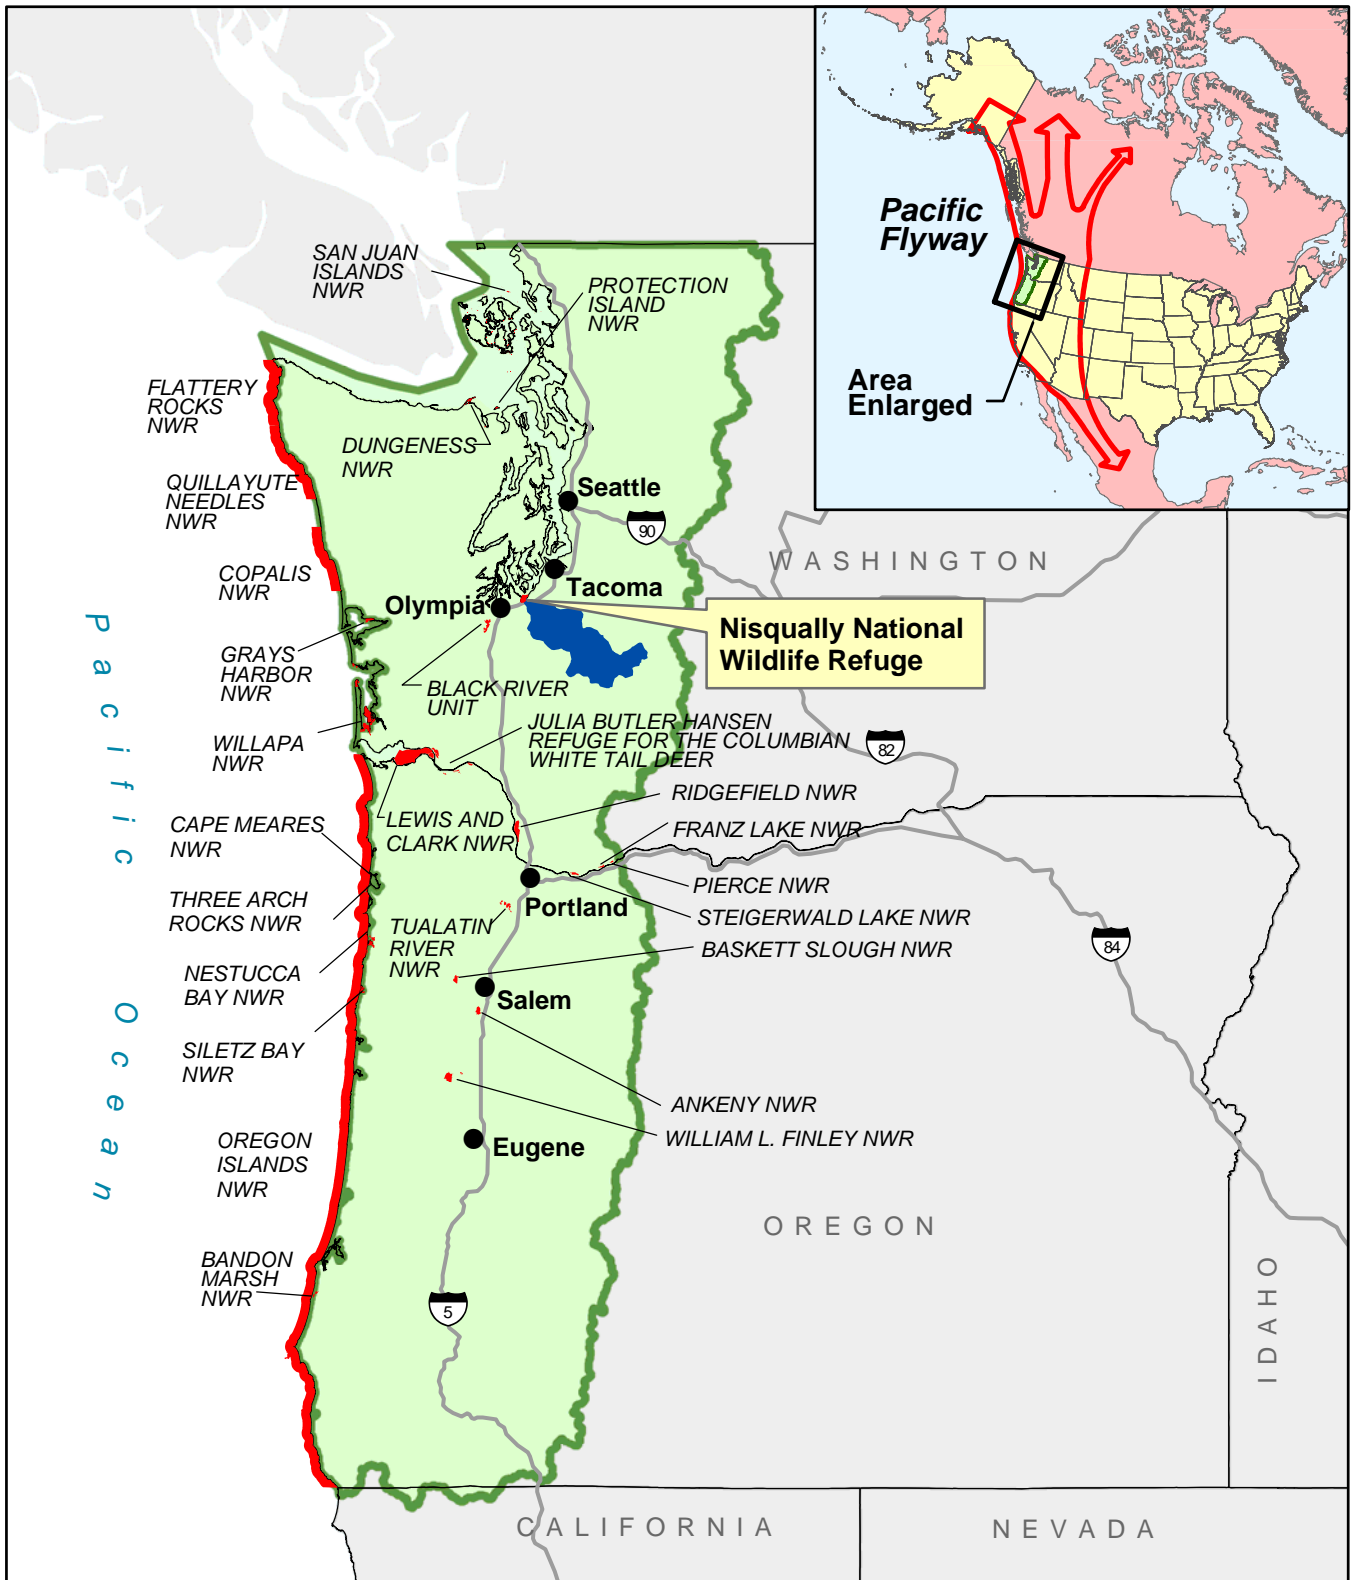 Pacific
Flyway
Area
Enlarged
SAN JUAN
ISLANDS
NWR
PROTECTION
ISLAND
NWR
FLATTERY
ROCKS
NWR
DUNGENESS
NWR
QUILLAYUTE
NEEDLES
NWR
Seattle
90
WASHINGTON
COPALIS
NWR
Tacoma
Olympia
Nisqually National
Wildlife Refuge
GRAYS
HARBOR
NWR
BLACK RIVER
UNIT
WILLAPA
NWR
JULIA BUTLER HANSEN
REFUGE FOR THE COLUMBIAN
WHITE TAIL DEER
82
RIDGEFIELD NWR
CAPE MEARES
NWR
LEWIS AND
CLARK NWR
FRANZ LAKE NWR
PIERCE NWR
THREE ARCH
ROCKS NWR
Portland
STEIGERWALD LAKE NWR
TUALATIN
RIVER
NWR
BASKETT SLOUGH NWR
84
NESTUCCA
BAY NWR
Salem
SILETZ BAY
NWR
ANKENY NWR
WILLIAM L. FINLEY NWR
Eugene
OREGON
ISLANDS
NWR
OREGON
BANDON
MARSH
NWR
5
IDAHO
Pacific Ocean
CALIFORNIA
NEVADA